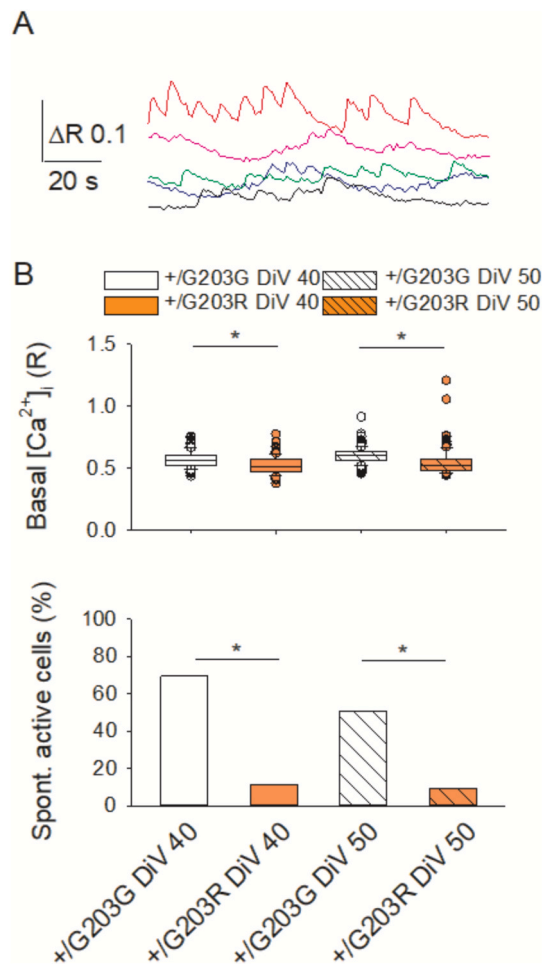 A
ΔR 0.1
20 s
B
+/G203G DiV 40
+/G203G DiV 50
+/G203R DiV 40
+/G203R DiV 50
* *
Basal [Ca²⁺]ᵢ (R)
1.5
1.0
0.5
0.0
* *
Spont. active cells (%)
100
80
60
40
20
0
+/G203G DiV 40
+/G203R DiV 40
+/G203G DiV 50
+/G203R DiV 50